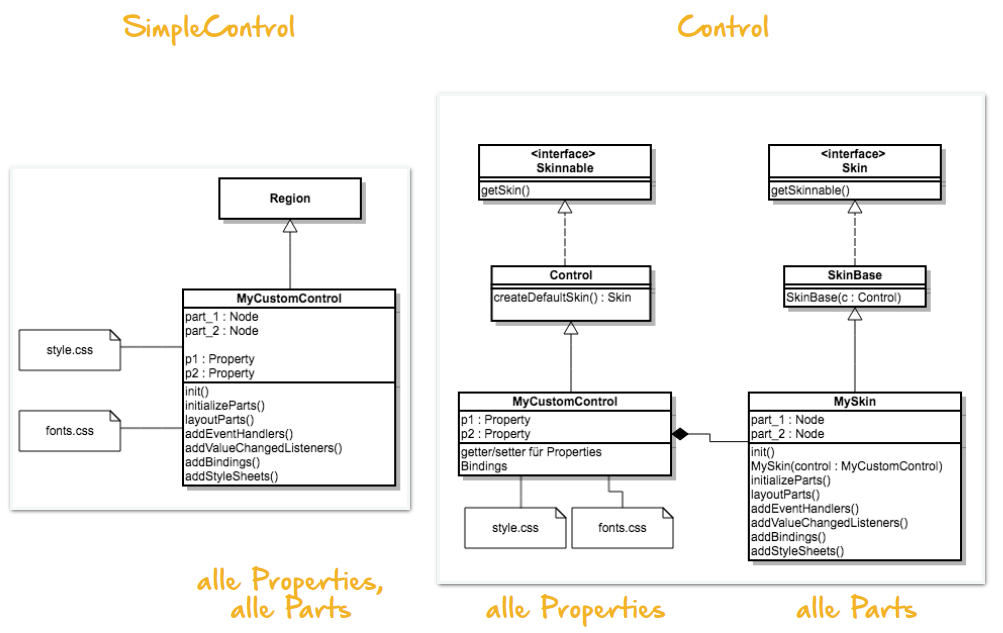 SimpleControl
Control
Region
MyCustomControl
part_1 : Node
part_2 : Node
p1 : Property
p2 : Property
init()
initializeParts()
layoutParts()
addEventHandlers()
addValueChangedListeners()
addBindings()
addStyleSheets()
style.css
fonts.css
alle Properties,
alle Parts
<interface>
Skinnable
getSkin()
<interface>
Skin
getSkinnable()
Control
createDefaultSkin() : Skin
SkinBase
SkinBase(c : Control)
MyCustomControl
p1 : Property
p2 : Property
getter/setter für Properties
Bindings
style.css
fonts.css
MySkin
part_1 : Node
part_2 : Node
init()
MySkin(control : MyCustomControl)
initializeParts()
layoutParts()
addEventHandlers()
addValueChangedListeners()
addBindings()
addStyleSheets()
alle Properties
alle Parts